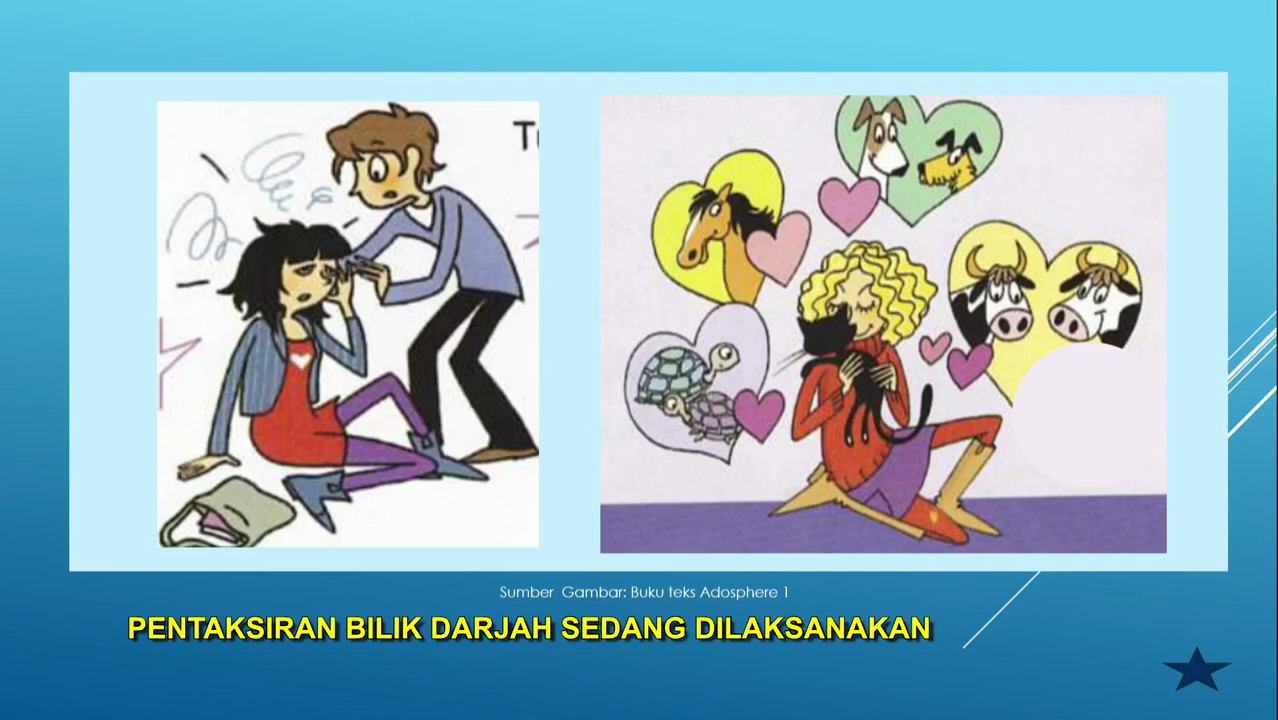 Sumber Gambar: Buku teks Adosphere 1
PENTAKSIRAN BILIK DARJAH SEDANG DILAKSANAKAN